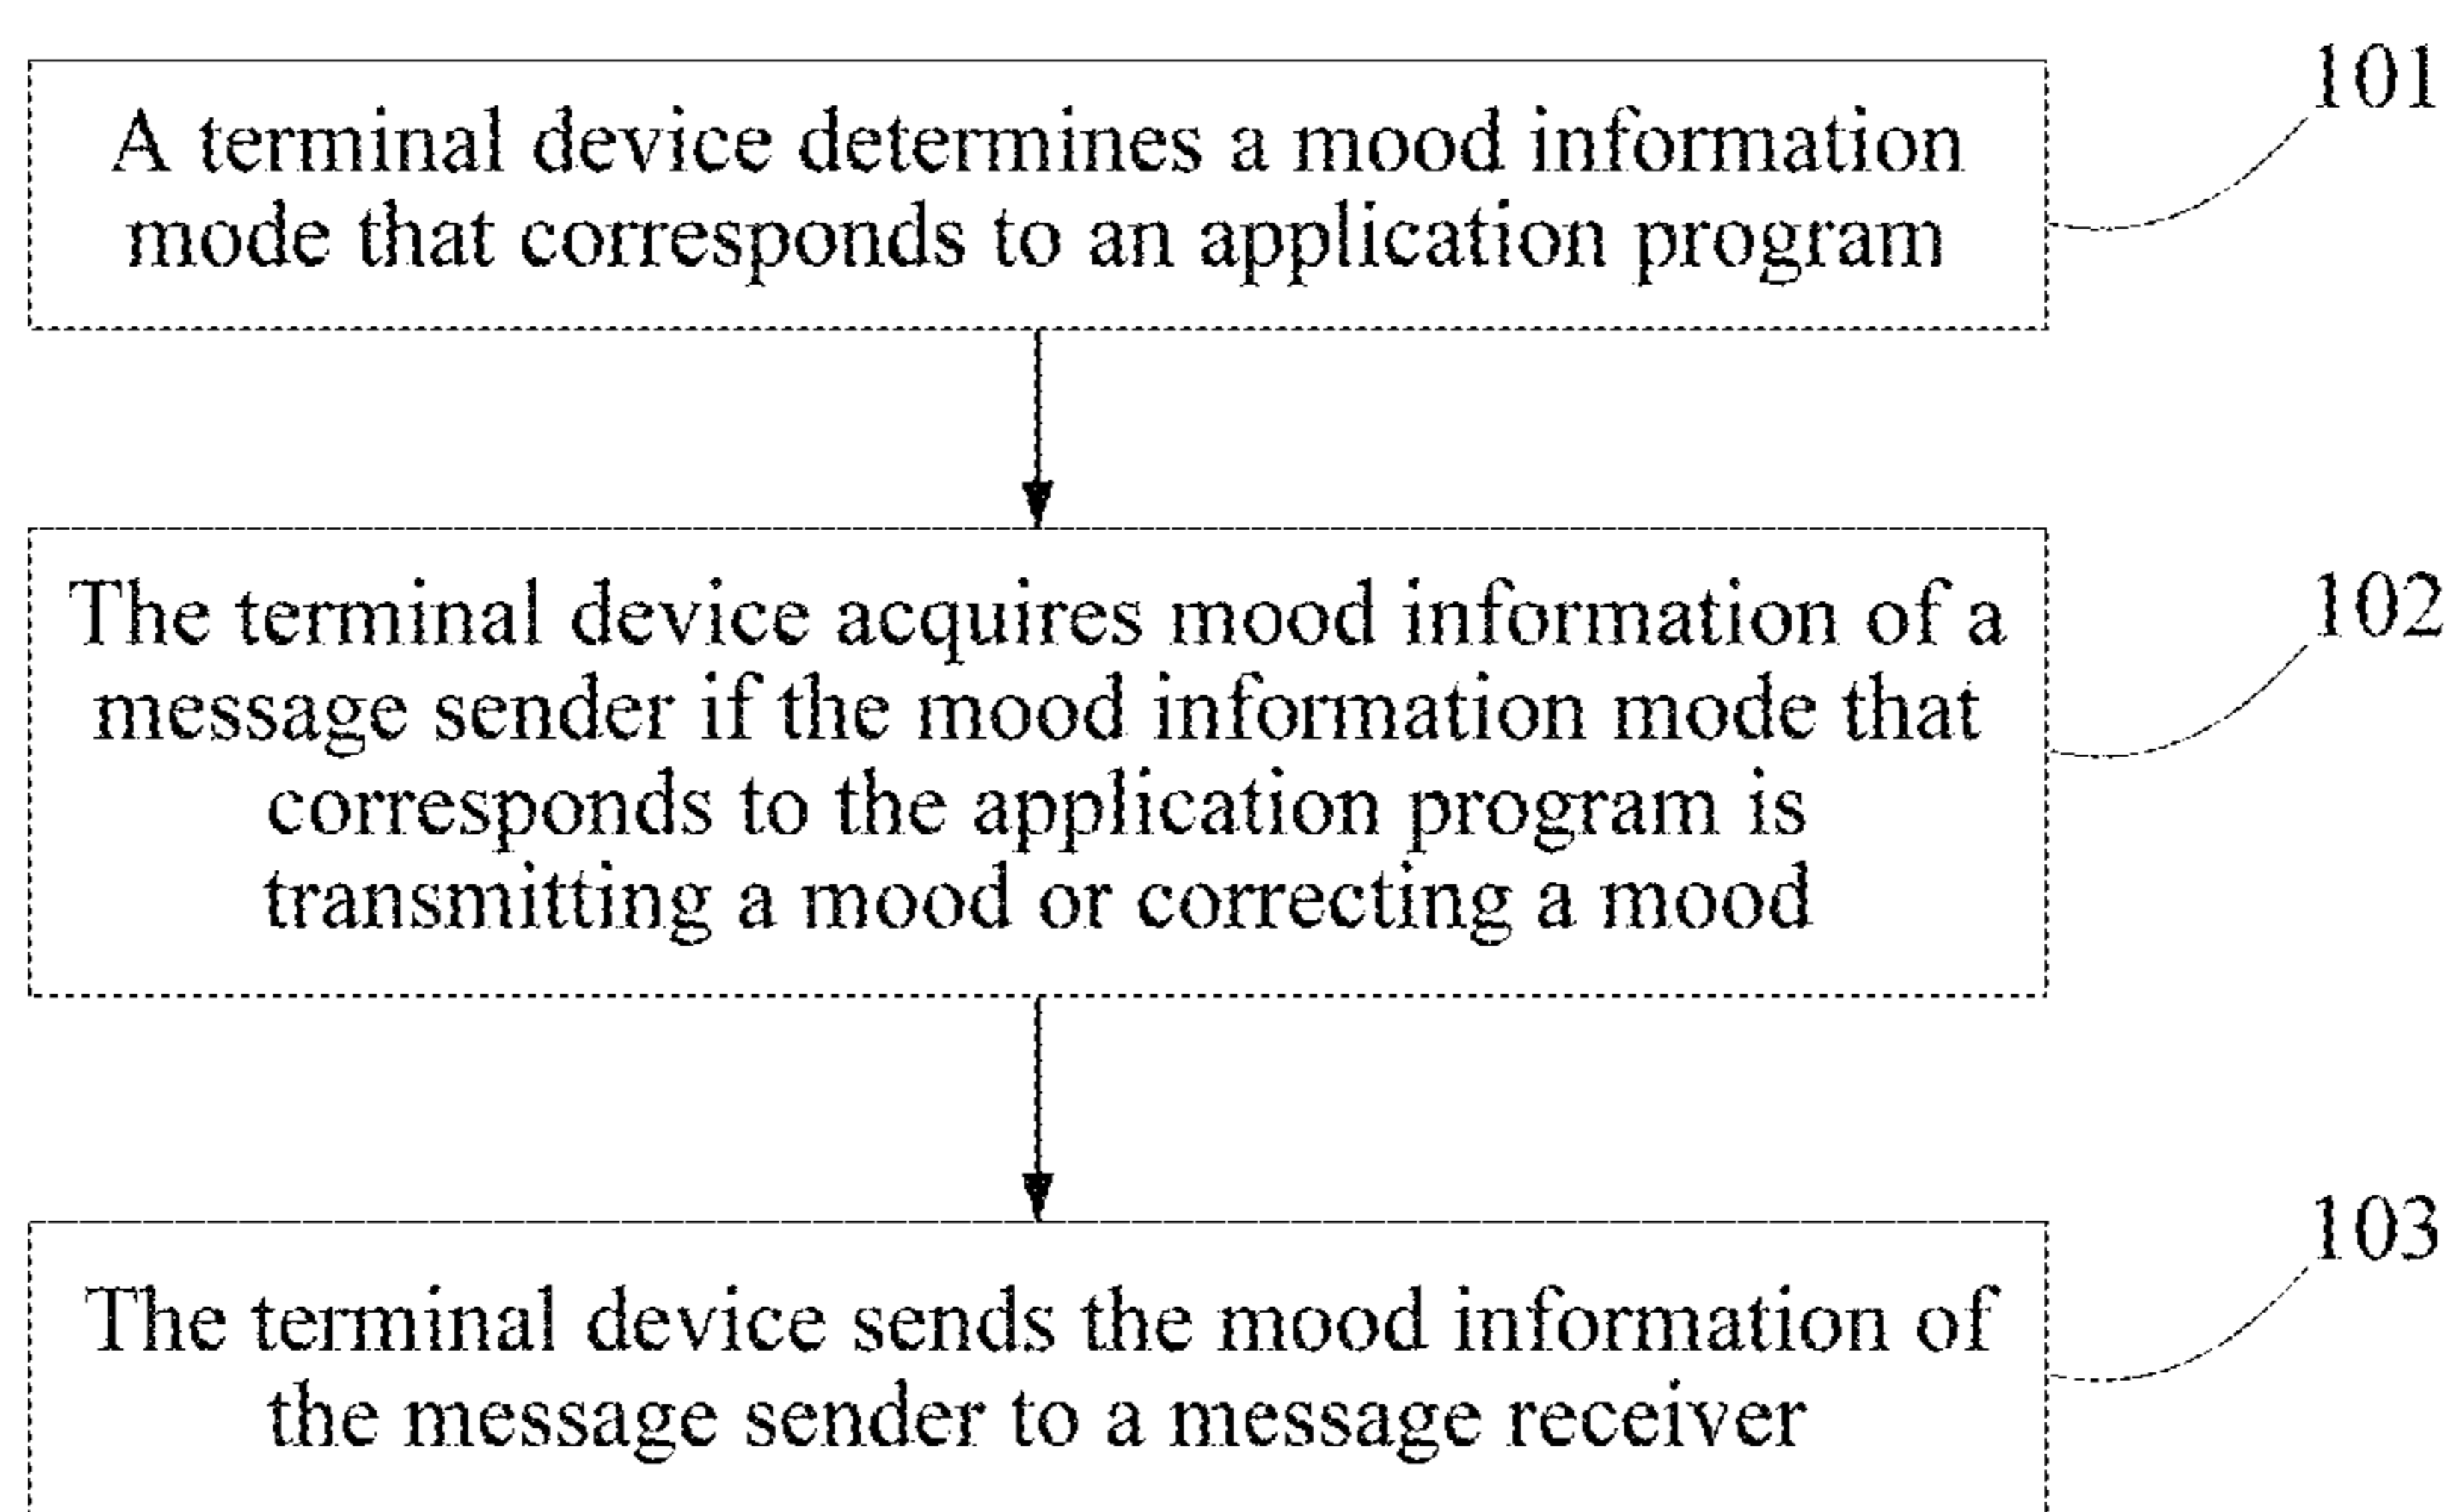 101
A terminal device determines a mood information
mode that corresponds to an application program
102
The terminal device acquires mood information of a
message sender if the mood information mode that
corresponds to the application program is
transmitting a mood or correcting a mood
103
The terminal device sends the mood information of
the message sender to a message receiver